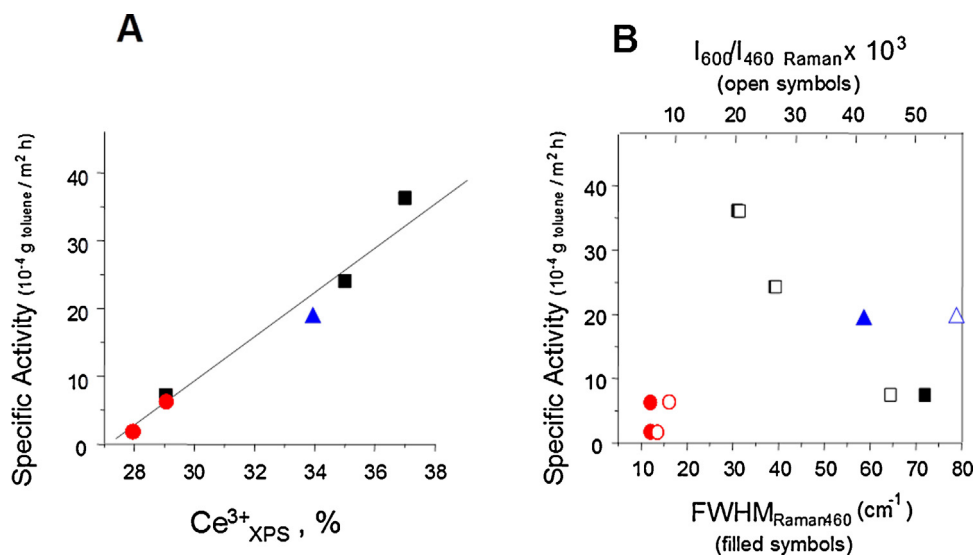 A
Specific Activity (10⁻⁴ g toluene / m² h)
40
30
20
10
0
28 30 32 34 36 38
Ce³⁺XPS , %
B
I600/I460 Raman x 10³
(open symbols)
10 20 30 40 50
Specific Activity (10⁻⁴ g toluene / m² h)
40
30
20
10
0
10 20 30 40 50 60 70 80
FWHMRaman460 (cm⁻¹)
(filled symbols)